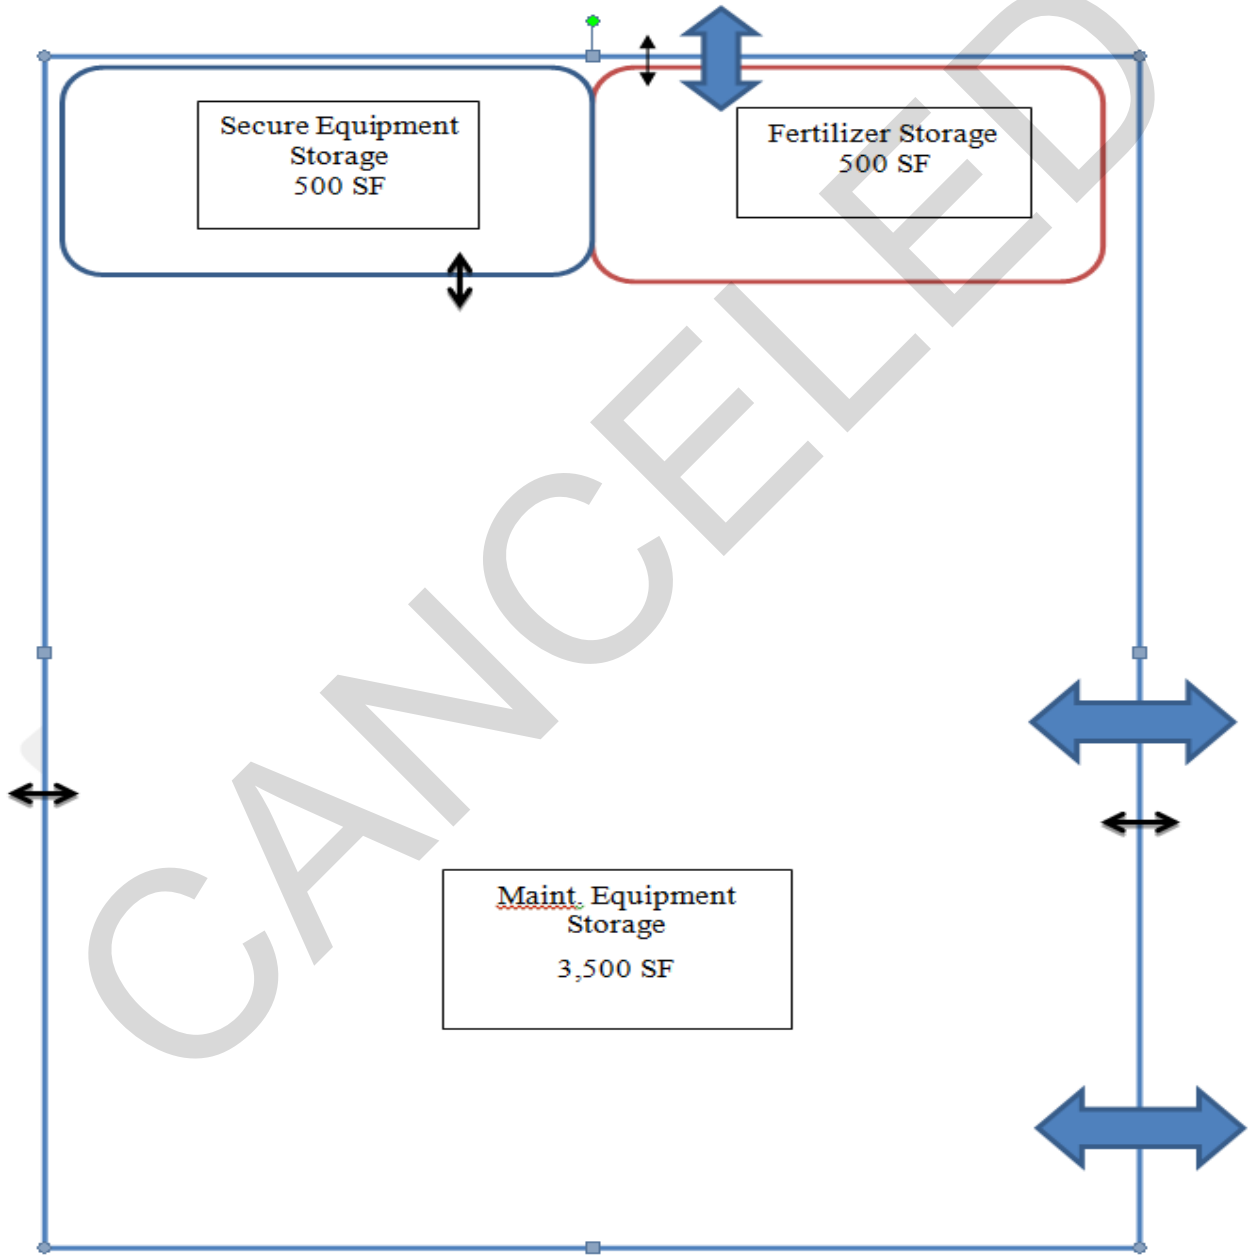 Secure Equipment
Storage
500 SF
Fertilizer Storage
500 SF
CANCELED
Maint. Equipment
Storage
3,500 SF